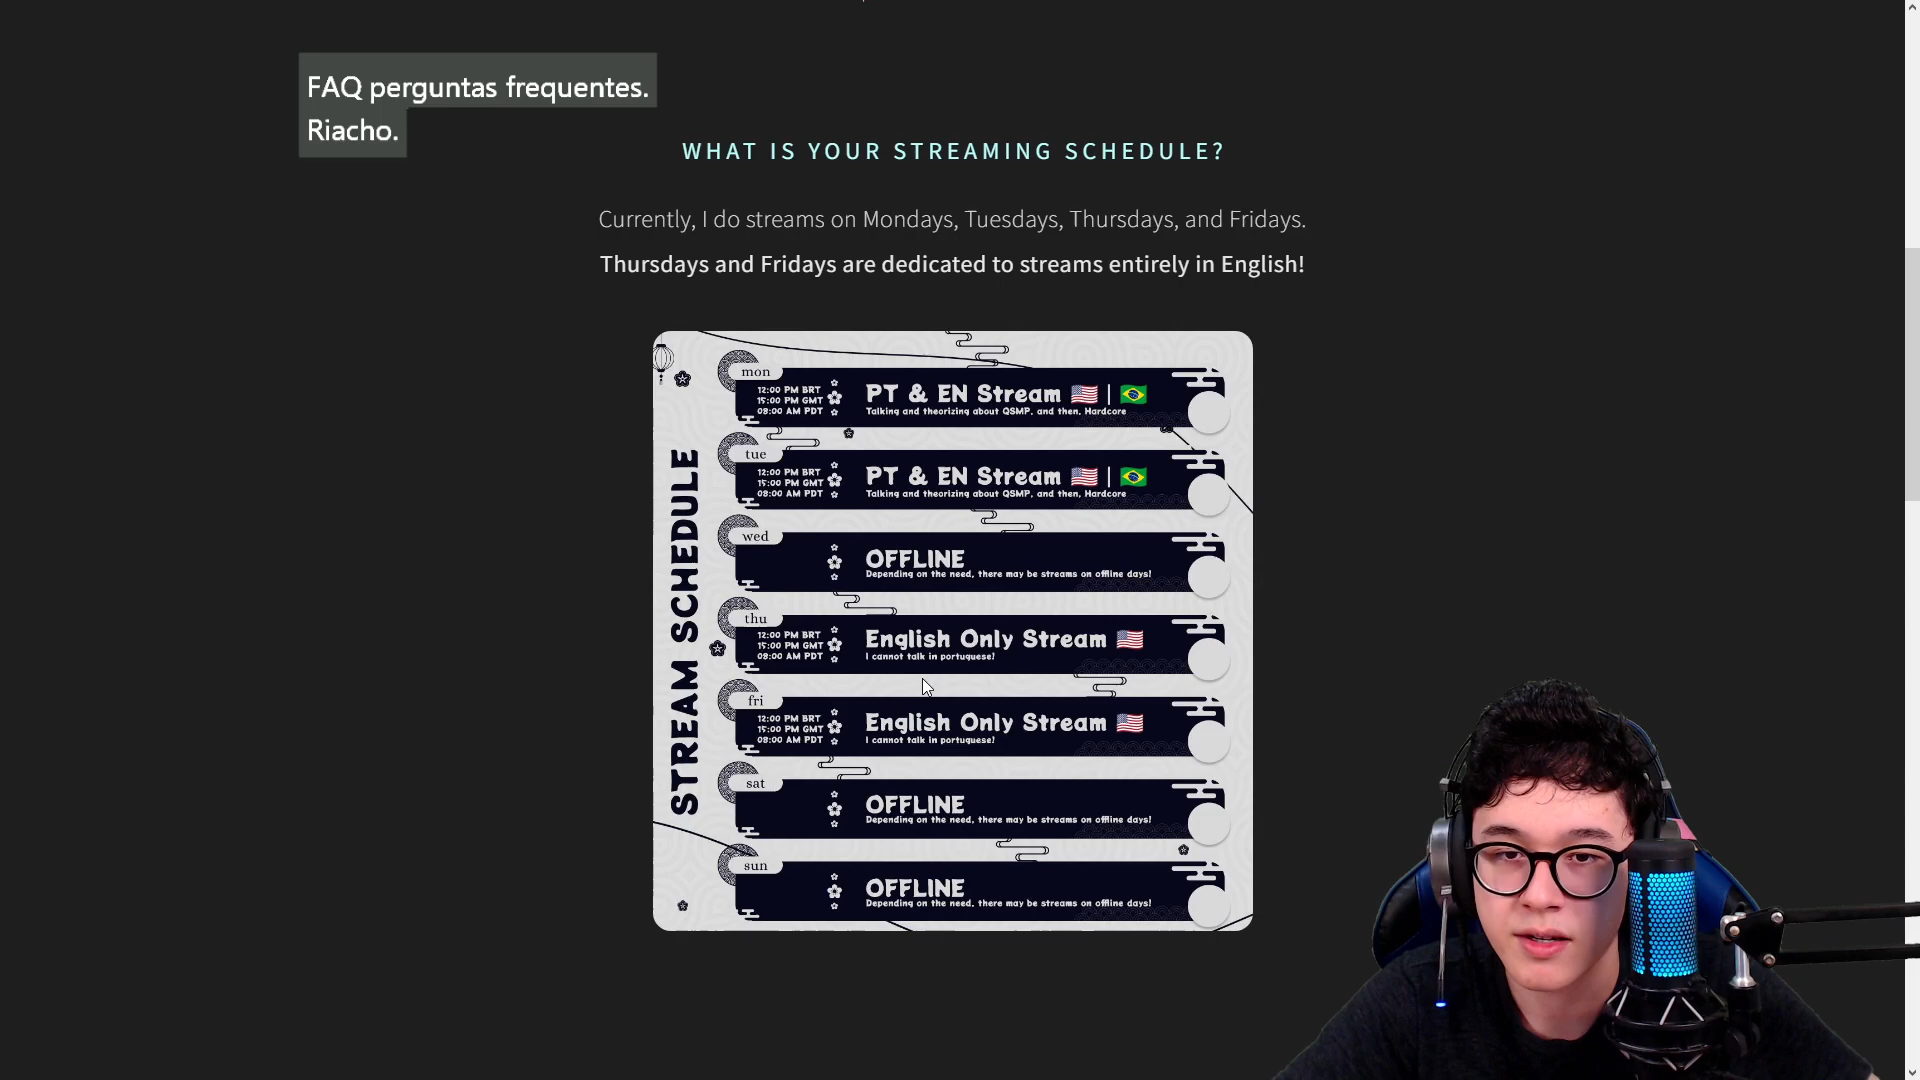 FAQ perguntas frequentes.
Riacho.
WHAT IS YOUR STREAMING SCHEDULE?
Currently, I do streams on Mondays, Tuesdays, Thursdays, and Fridays.
Thursdays and Fridays are dedicated to streams entirely in English!
STREAM SCHEDULE
mon
12:00 PM BRT
15:00 PM GMT
08:00 AM PDT
PT & EN Stream 🇺🇸 | 🇧🇷
Talking and theorizing about QSMP, and then, Hardcore
tue
12:00 PM BRT
15:00 PM GMT
08:00 AM PDT
PT & EN Stream 🇺🇸 | 🇧🇷
Talking and theorizing about QSMP, and then, Hardcore
wed
OFFLINE
Depending on the need, there may be streams on offline days!
thu
12:00 PM BRT
15:00 PM GMT
08:00 AM PDT
English Only Stream 🇺🇸
I cannot talk in portuguese!
fri
12:00 PM BRT
15:00 PM GMT
08:00 AM PDT
English Only Stream 🇺🇸
I cannot talk in portuguese!
sat
OFFLINE
Depending on the need, there may be streams on offline days!
sun
OFFLINE
Depending on the need, there may be streams on offline days!